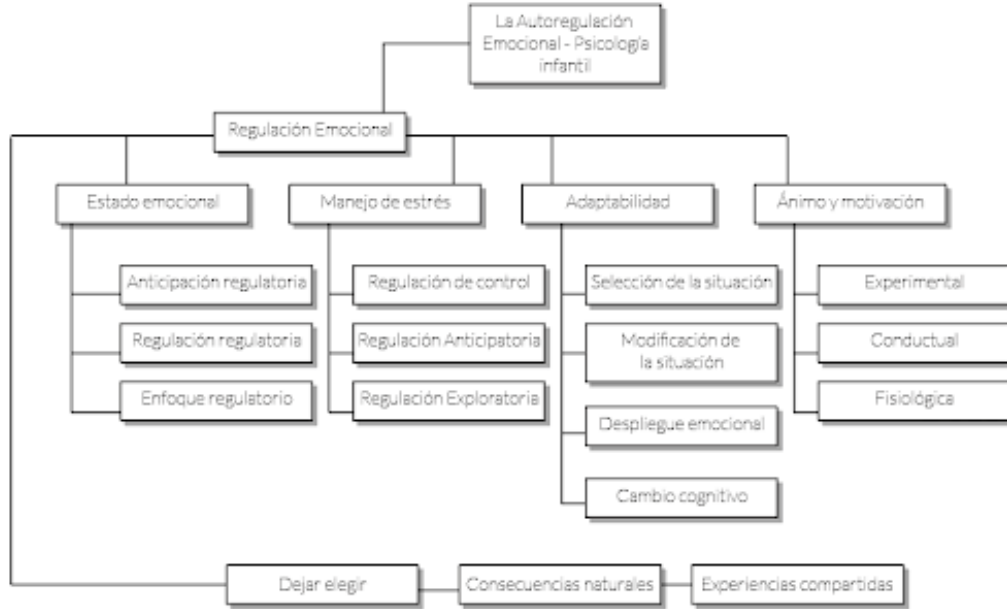 La Autoregulación
Emocional - Psicología
infantil
Regulación Emocional
Estado emocional
Manejo de estrés
Adaptabilidad
Ánimo y motivación
Anticipación regulatoria
Regulación de control
Selección de la situación
Experimental
Regulación regulatoria
Regulación Anticipatoria
Modificación de
la situación
Conductual
Enfoque regulatorio
Regulación Exploratoria
Despliegue emocional
Fisiológica
Cambio cognitivo
Dejar elegir
Consecuencias naturales
Experiencias compartidas